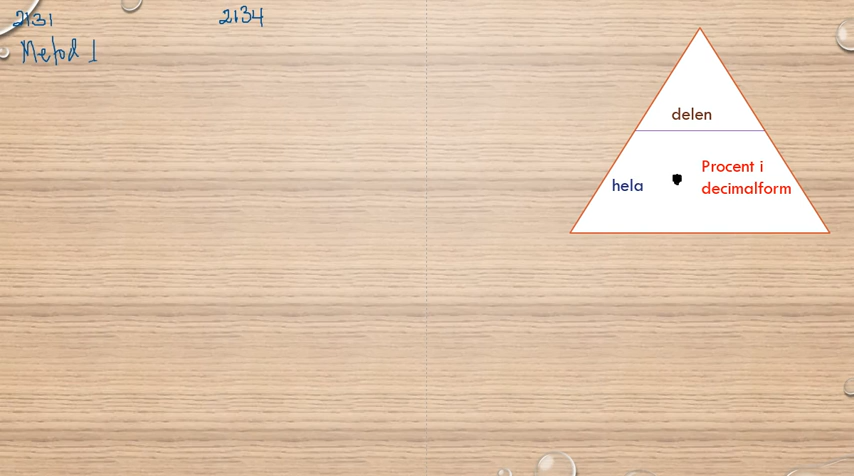 2131
2134
Metod 1
delen
hela
Procent i
decimalform